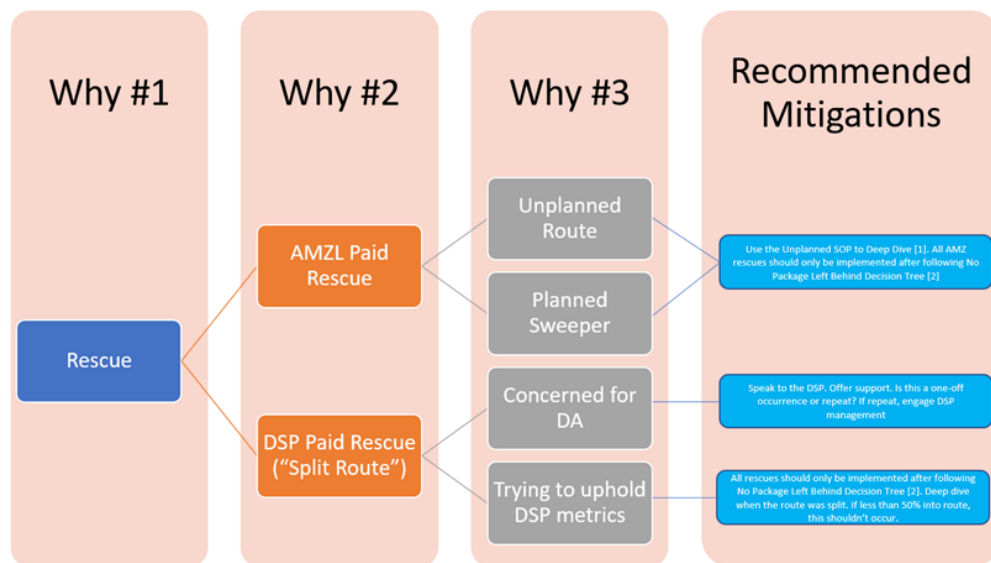 Why #1
Why #2
Why #3
Recommended
Mitigations
Rescue
AMZL Paid
Rescue
DSP Paid Rescue
(“Split Route”)
Unplanned
Route
Planned
Sweeper
Concerned for
DA
Trying to uphold
DSP metrics
Use the Unplanned SOP to Deep Dive [1]. All AMZ
rescues should only be implemented after following No
Package Left Behind Decision Tree [2]
Speak to the DSP. Offer support. Is this a one-off
occurrence or repeat? If repeat, engage DSP
management
All rescues should only be implemented after following
No Package Left Behind Decision Tree [2]. Deep dive
when the route was split. If less than 50% into route,
this shouldn’t occur.